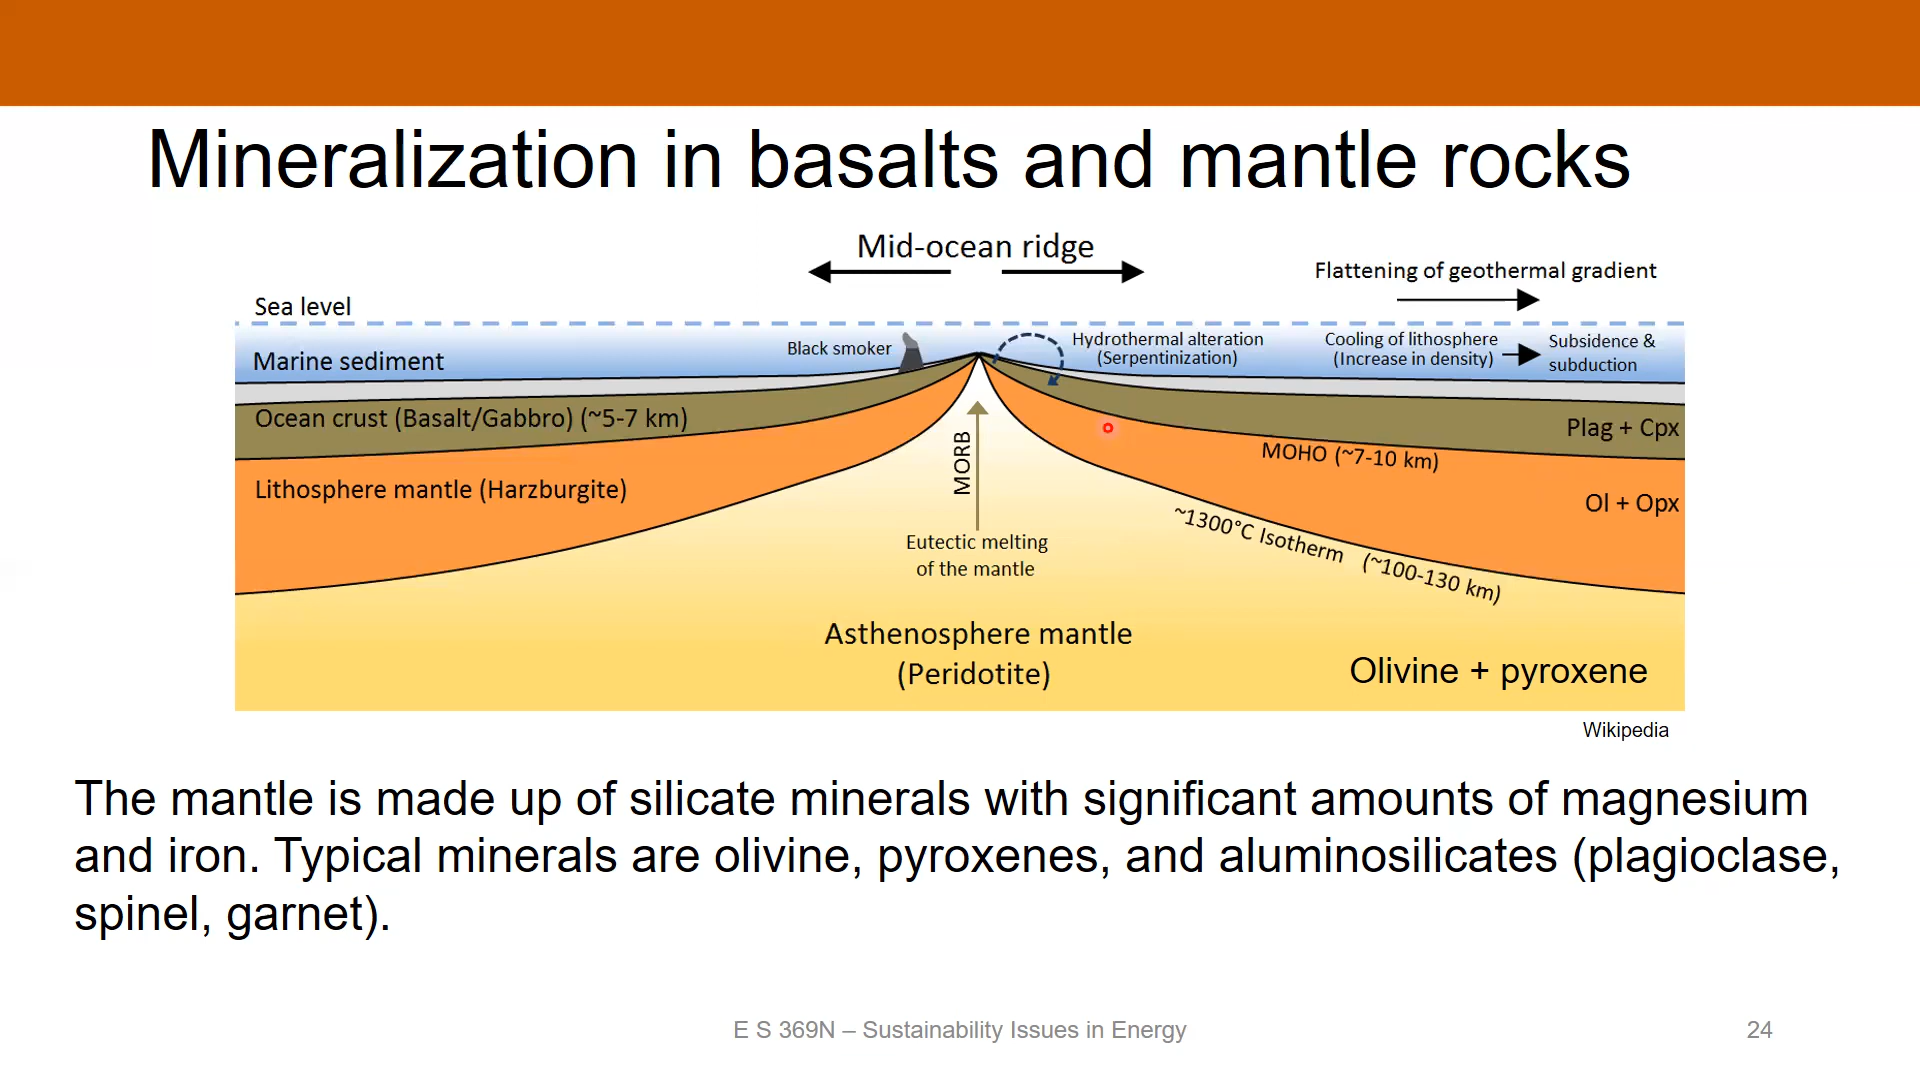 Mineralization in basalts and mantle rocks
Mid-ocean ridge
Flattening of geothermal gradient
Sea level
Marine sediment
Black smoker
Hydrothermal alteration
(Serpentinization)
Cooling of lithosphere
(Increase in density)
Subsidence &
subduction
Ocean crust (Basalt/Gabbro) (~5-7 km)
Plag + Cpx
MOHO (~7-10 km)
Lithosphere mantle (Harzburgite)
Ol + Opx
MORB
~1300°C Isotherm (~100-130 km)
Eutectic melting
of the mantle
Asthenosphere mantle
(Peridotite)
Olivine + pyroxene
Wikipedia
The mantle is made up of silicate minerals with significant amounts of magnesium
and iron. Typical minerals are olivine, pyroxenes, and aluminosilicates (plagioclase,
spinel, garnet).
E S 369N – Sustainability Issues in Energy
24